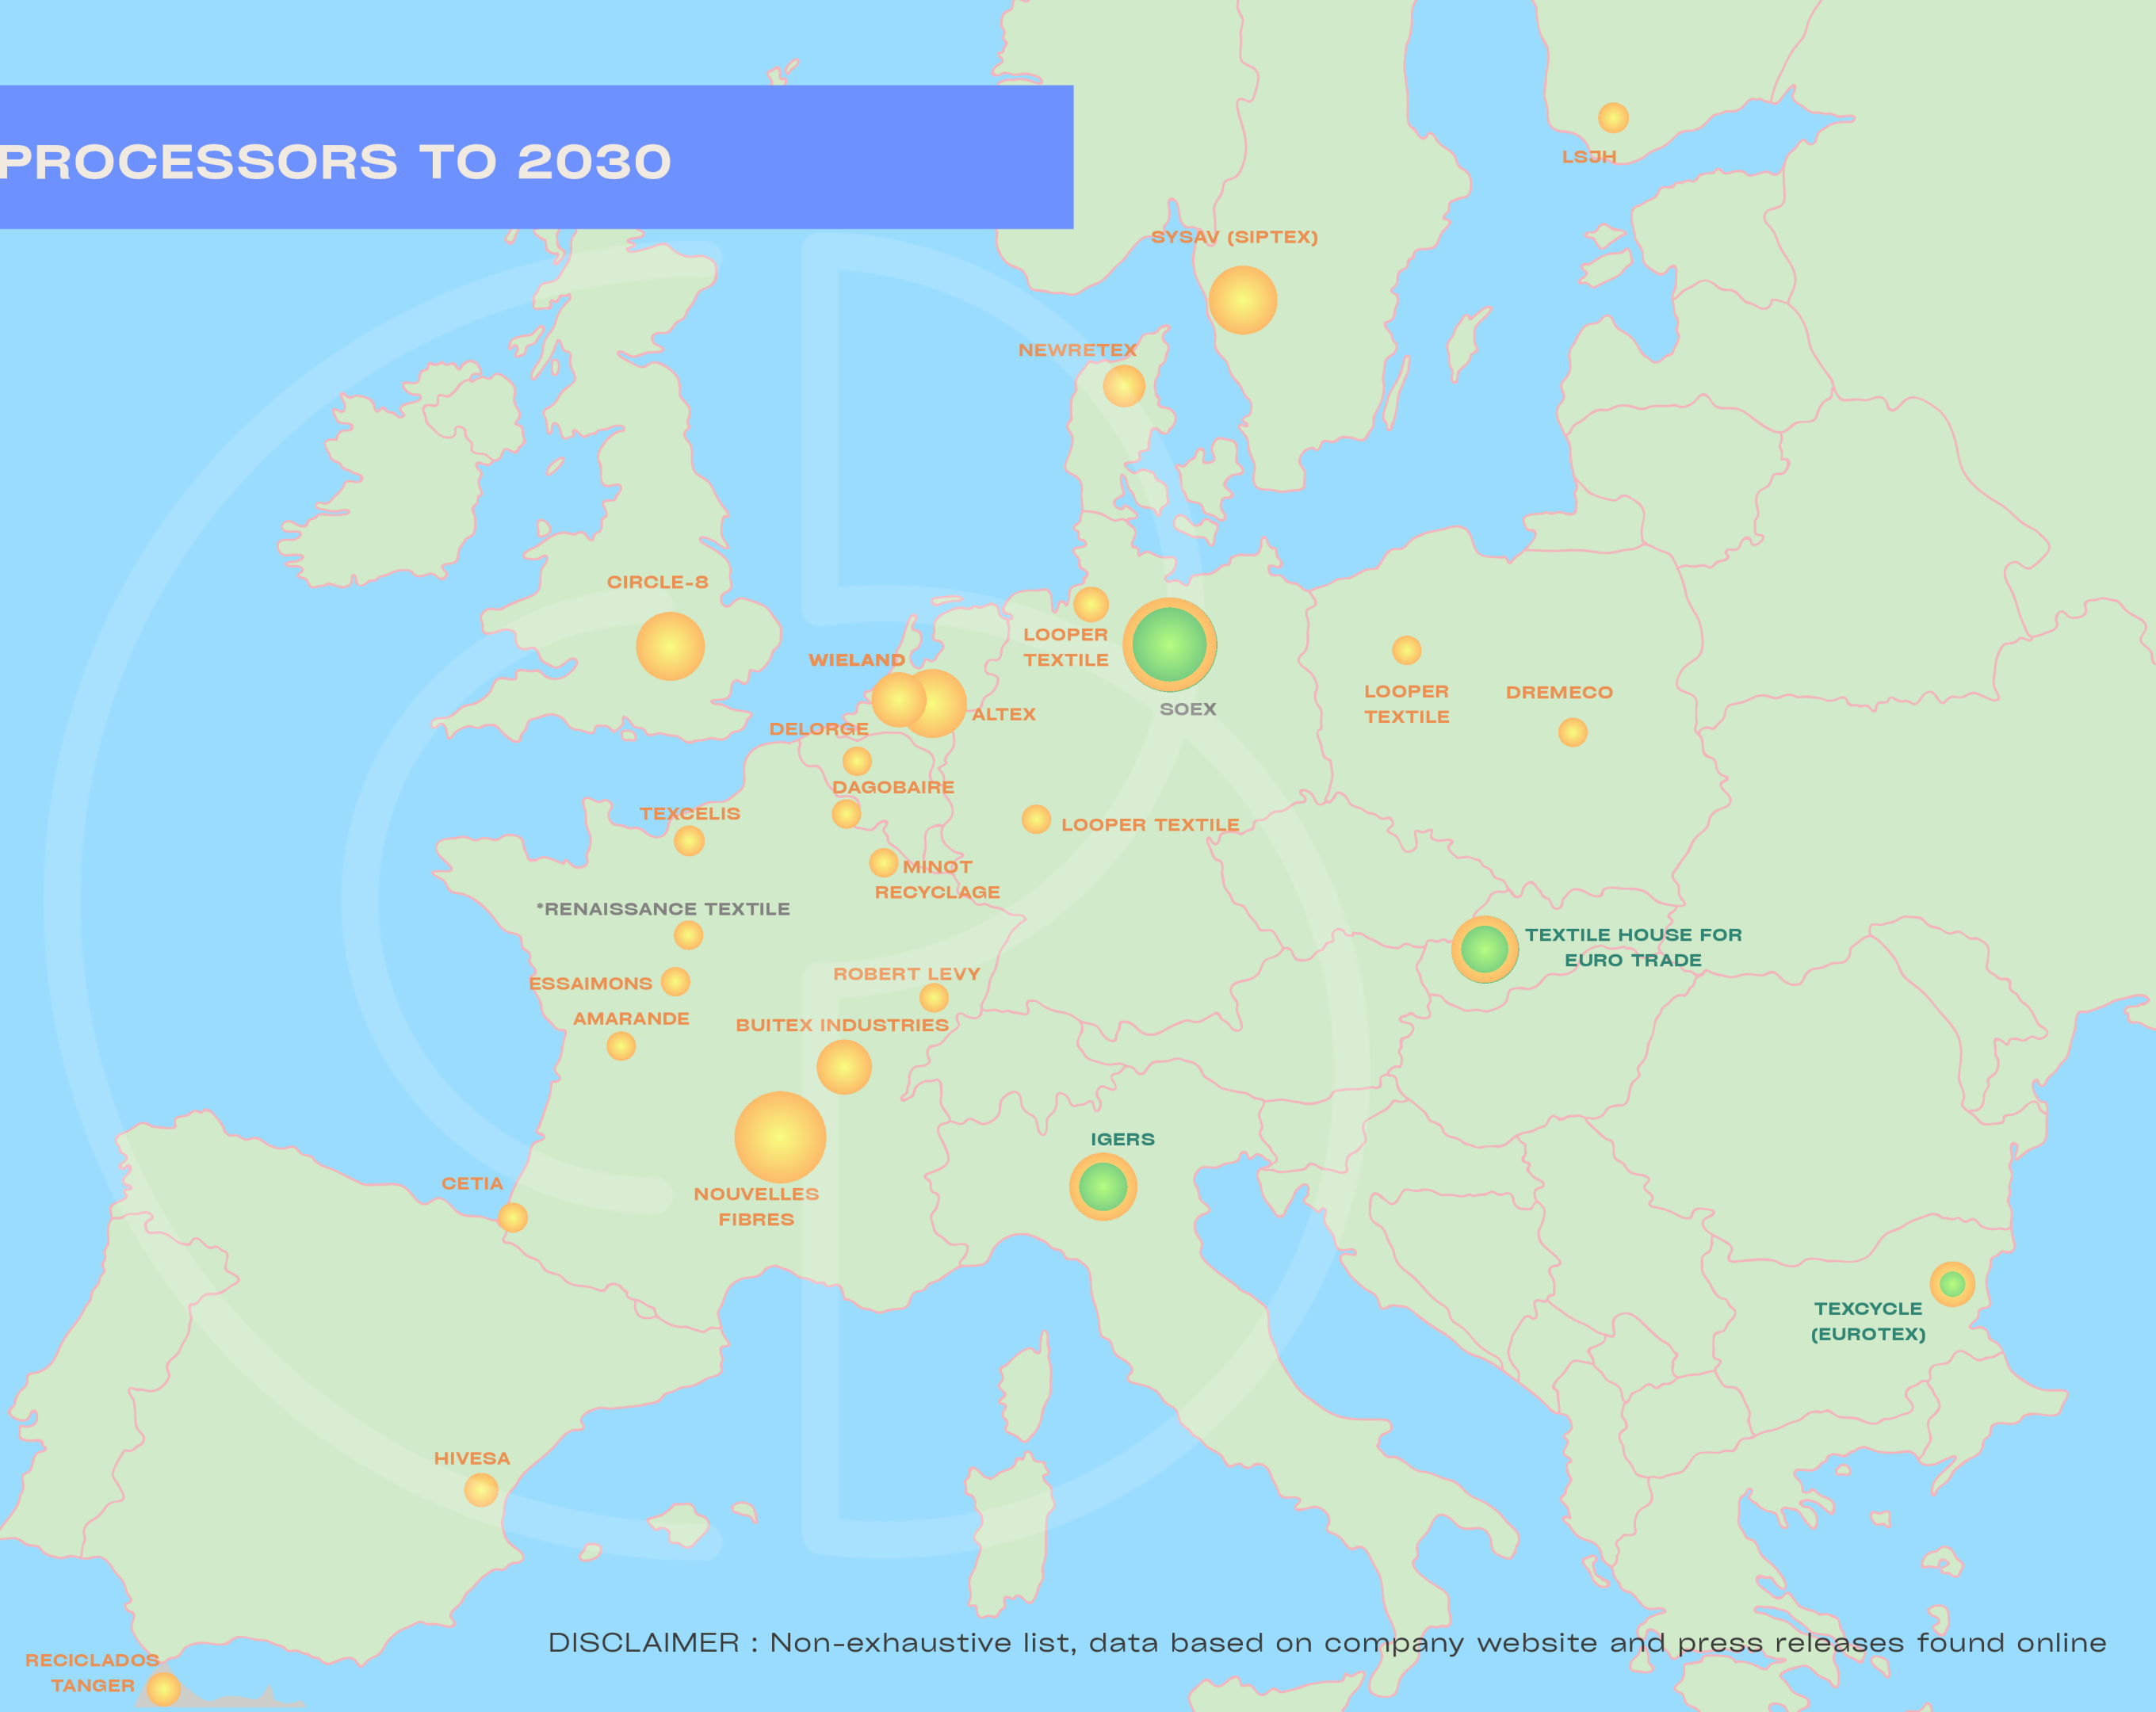 PROCESSORS TO 2030
LSJH
SYSAV (SIPTEX)
NEWRETEX
CIRCLE-8
LOOPER
TEXTILE
WIELAND
ALTEX
SOEX
LOOPER
TEXTILE
DREMECO
DELORGE
DAGOBAIRE
TEXCELIS
LOOPER TEXTILE
MINOT
RECYCLAGE
*RENAISSANCE TEXTILE
TEXTILE HOUSE FOR
EURO TRADE
ESSAIMONS
ROBERT LEVY
AMARANDE
BUITEX INDUSTRIES
IGERS
CETIA
NOUVELLES
FIBRES
TEXCYCLE
(EUROTEX)
HIVESA
DISCLAIMER : Non-exhaustive list, data based on company website and press releases found online
RECICLADOS
TANGER